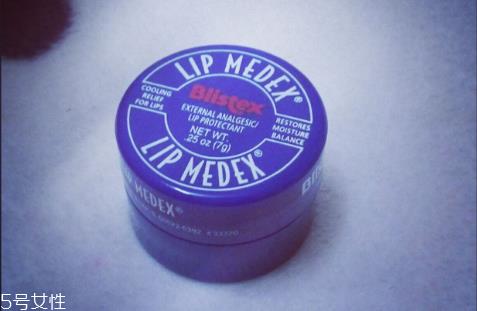 LIP MEDEX®
Blistex
COOLING
RELIEF
FOR LIPS
EXTERNAL ANALGESIC/
LIP PROTECTANT
RESTORES
MOISTURE
BALANCE
NET WT.
.25 oz (7g)
LIP MEDEX®
LIP MEDEX®
5号女性